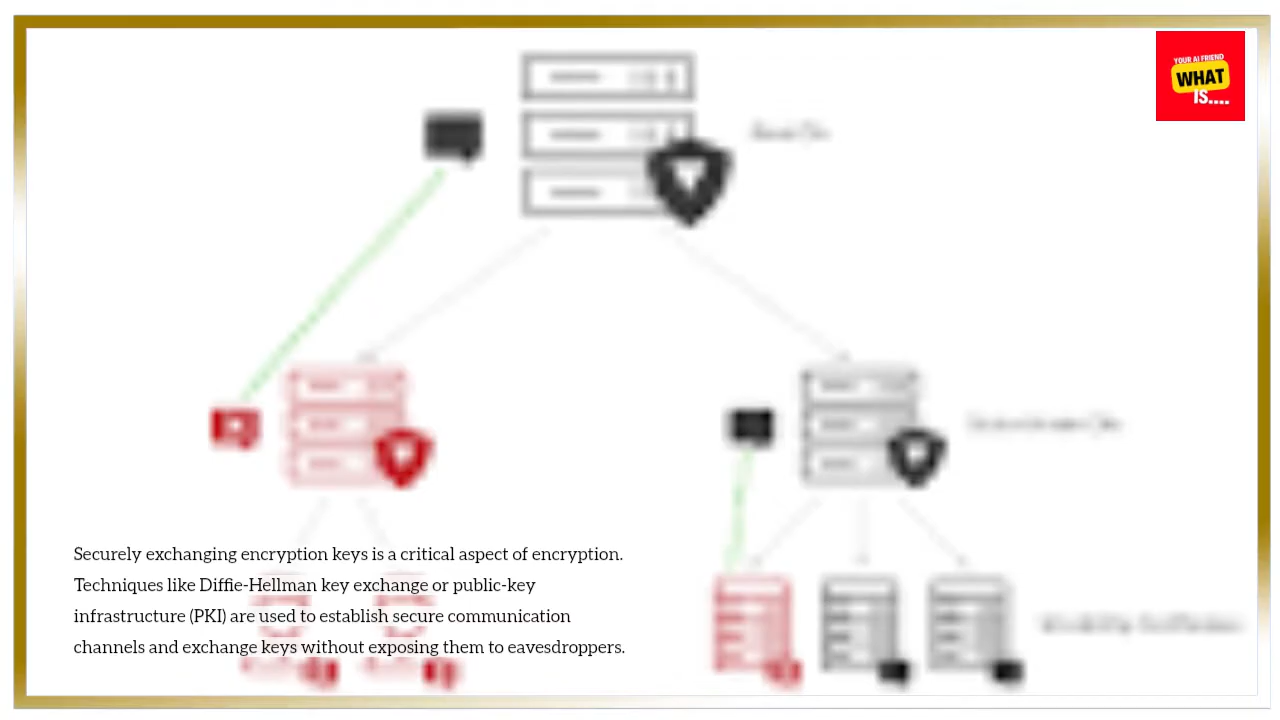 YOUR AI FRIEND
WHAT
IS....
Securely exchanging encryption keys is a critical aspect of encryption.
Techniques like Diffie-Hellman key exchange or public-key
infrastructure (PKI) are used to establish secure communication
channels and exchange keys without exposing them to eavesdroppers.